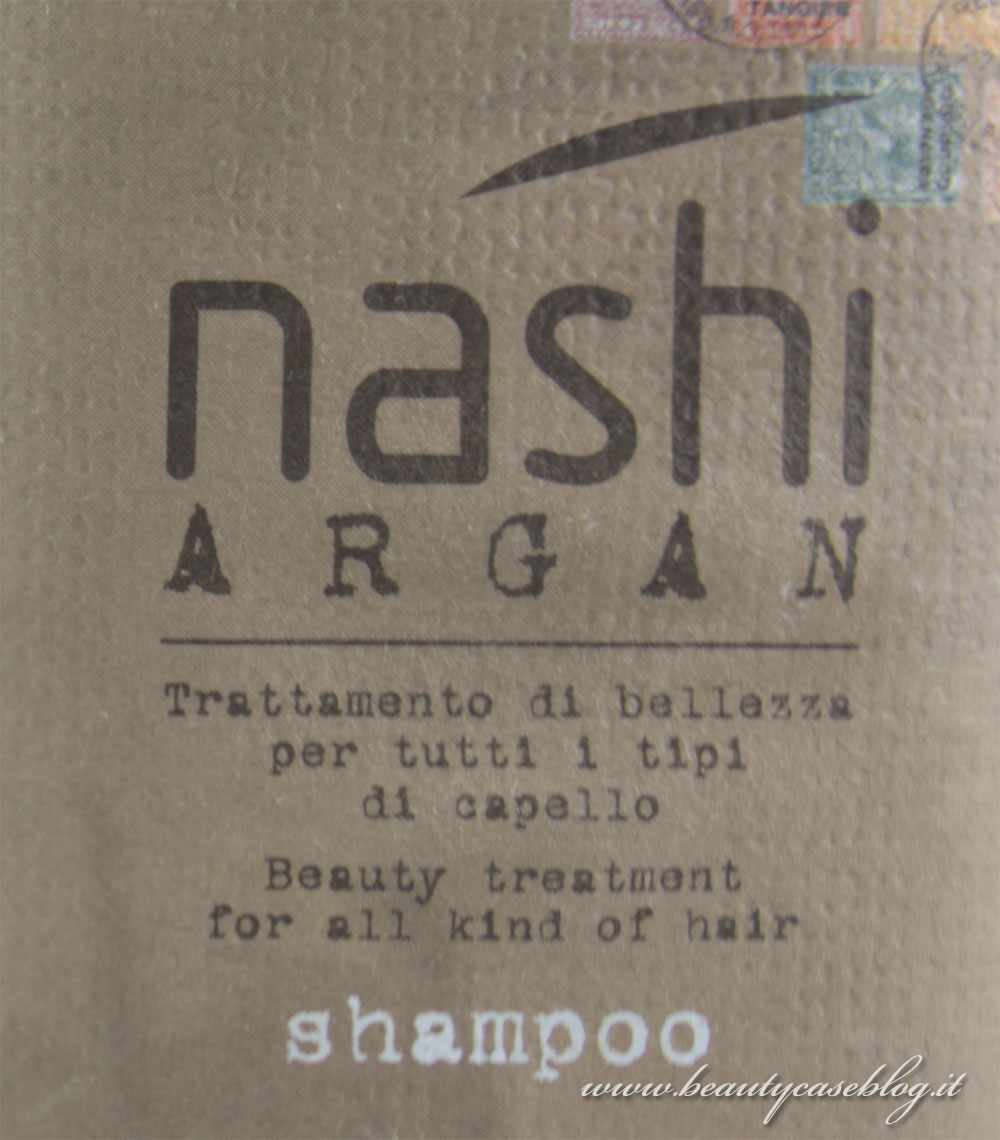 TANGIER
nashi
ARGAN
Trattamento di bellezza
per tutti i tipi
di capello
Beauty treatment
for all kind of hair
shampoo
www.beautycaseblog.it